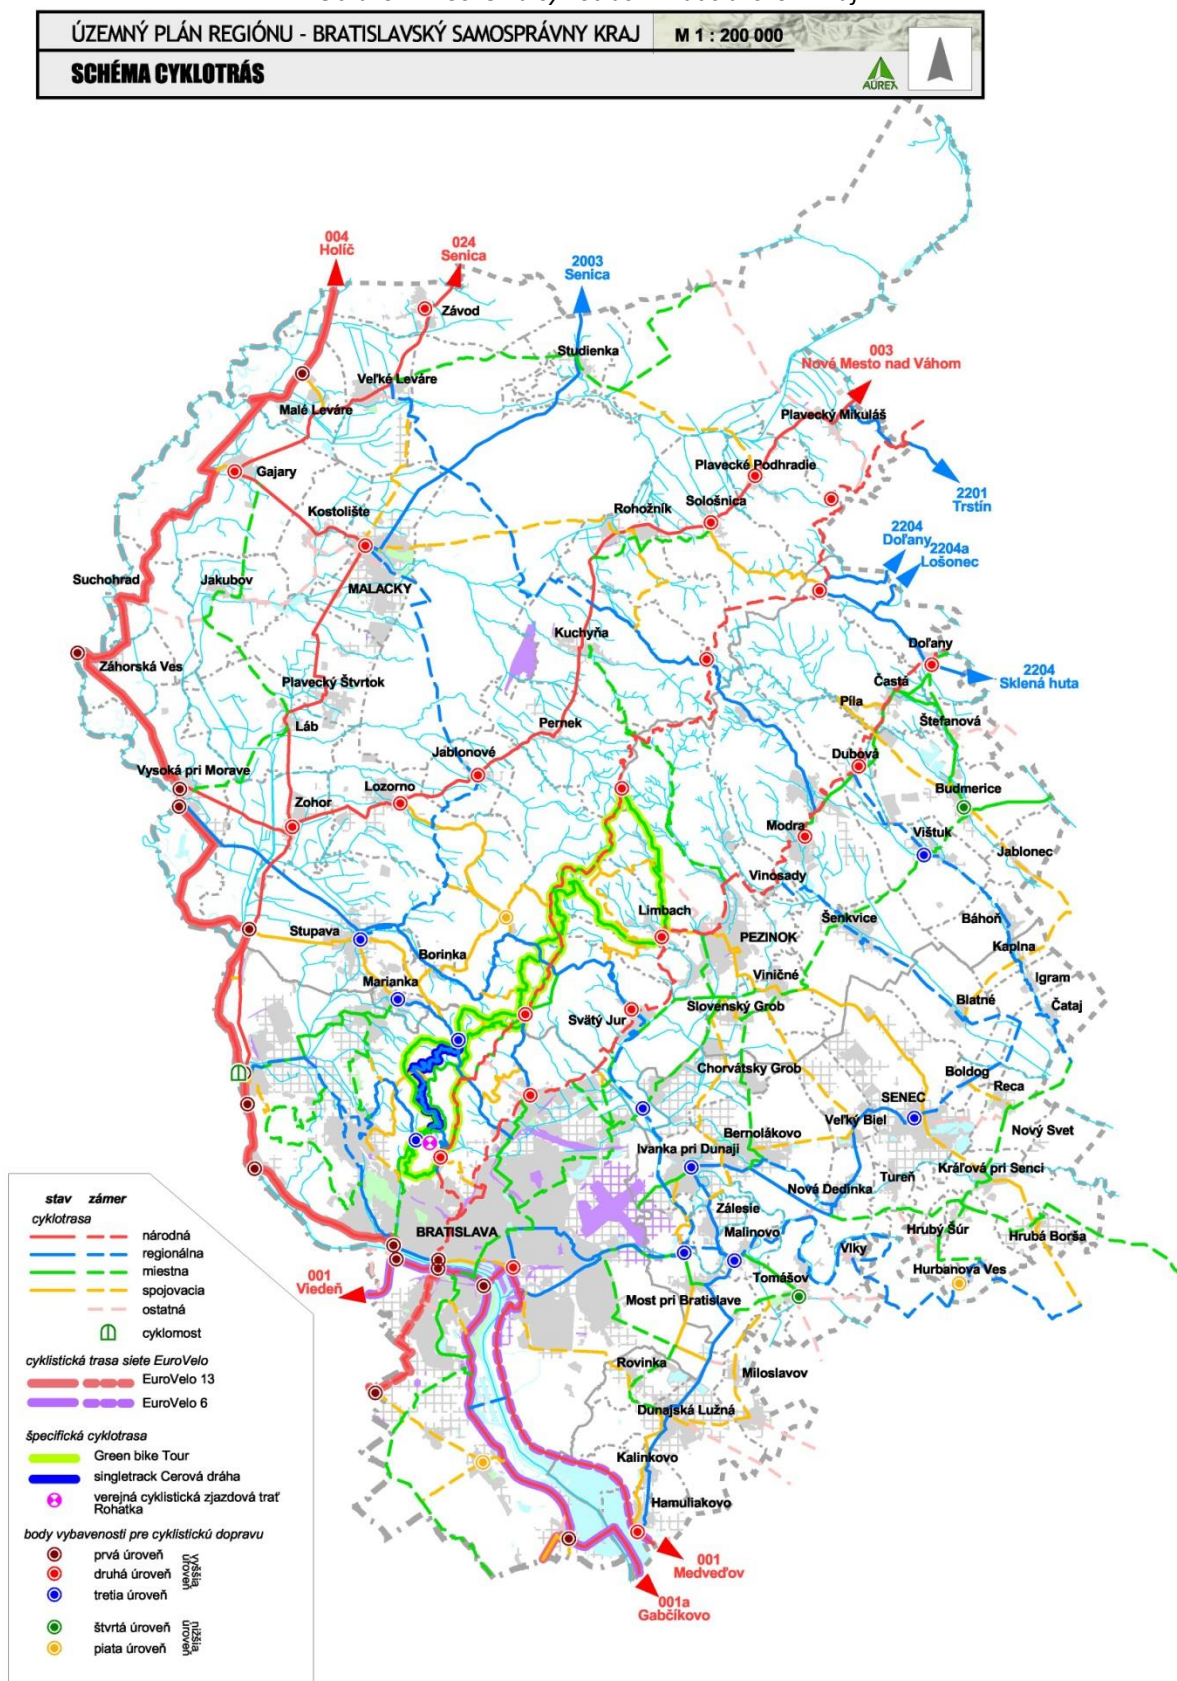 ÚZEMNÝ PLÁN REGIÓNU - BRATISLAVSKÝ SAMOSPRÁVNY KRAJ M 1 : 200 000
SCHÉMA CYKLOTRÁS
AUREX
004
Holíč
024
Senica
2003
Senica
Závod
Studienka
003
Nové Mesto nad Váhom
Veľké Leváre
Malé Leváre
Plavecký Mikuláš
Gajary
Plavecké Podhradie
2201
Trstín
Kostolište
Rohožník
Sološnica
2204
Doľany
2204a
Lošonec
Suchohrad
Jakubov
MALACKY
Kuchyňa
Doľany
Záhorská Ves
2204
Sklená huta
Plavecký Štvrtok
Častá
Píla
Láb
Pernek
Štefanová
Jablonové
Dubová
Vysoká pri Morave
Lozorno
Budmerice
Zohor
Modra
Vištuk
Jablonec
Vinosady
Limbach
Šenkvice
Báhoň
Stupava
PEZINOK
Kaplna
Borinka
Viničné
Igram
Marianka
Blatné
Čataj
Slovenský Grob
Svätý Jur
Chorvátsky Grob
Boldog
Reca
SENEC
Veľký Biel
Nový Svet
Bernolákovo
Ivanka pri Dunaji
Kráľová pri Senci
Tureň
Nová Dedinka
Zálesie
Hrubý Šúr
Hrubá Borša
BRATISLAVA
Malinovo
Vlky
Hurbanova Ves
Tomášov
001
Viedeň
Most pri Bratislave
Rovinka
Miloslavov
Dunajská Lužná
Kalinkovo
Hamuliakovo
001
Medveďov
001a
Gabčíkovo
stav zámer
cyklotrasa
národná
regionálna
miestna
spojovacia
ostatná
cyklomost
cyklistická trasa siete EuroVelo
EuroVelo 13
EuroVelo 6
špecifická cyklotrasa
Green bike Tour
singletrack Cerová dráha
verejná cyklistická zjazdová trať
Rohatka
body vybavenosti pre cyklistickú dopravu
prvá úroveň
druhá úroveň
tretia úroveň
vyššia
úroveň
štvrtá úroveň
piata úroveň
nižšia
úroveň